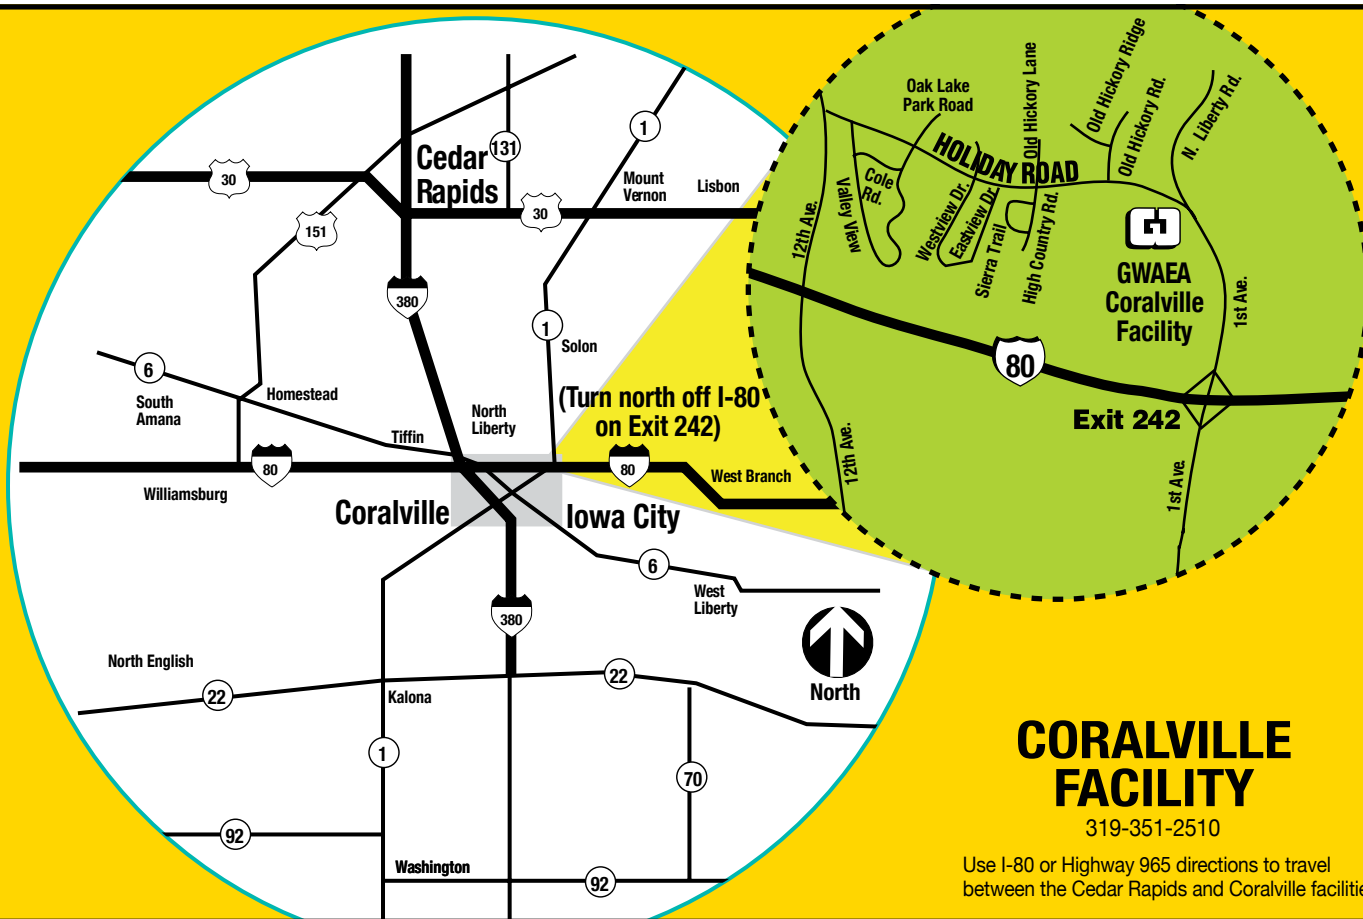 Cedar
Rapids
131
1
Mount
Vernon
Lisbon
30
30
151
380
1
Solon
6
South
Amana
Homestead
North
Liberty
Tiffin
(Turn north off I-80
on Exit 242)
80
80
West Branch
Williamsburg
Coralville
Iowa City
6
West
Liberty
380
North
North English
22
22
Kalona
1
70
92
Washington
92
Oak Lake
Park Road
Old Hickory Lane
Old Hickory Ridge
Old Hickory Rd.
N. Liberty Rd.
HOLIDAY ROAD
12th Ave.
Valley View
Cole
Rd.
Westview Dr.
Eastview Dr.
Sierra Trail
High Country Rd.
GWAEA
Coralville
Facility
1st Ave.
80
Exit 242
12th Ave.
1st Ave.
CORALVILLE
FACILITY
319-351-2510
Use I-80 or Highway 965 directions to travel
between the Cedar Rapids and Coralville facilitie